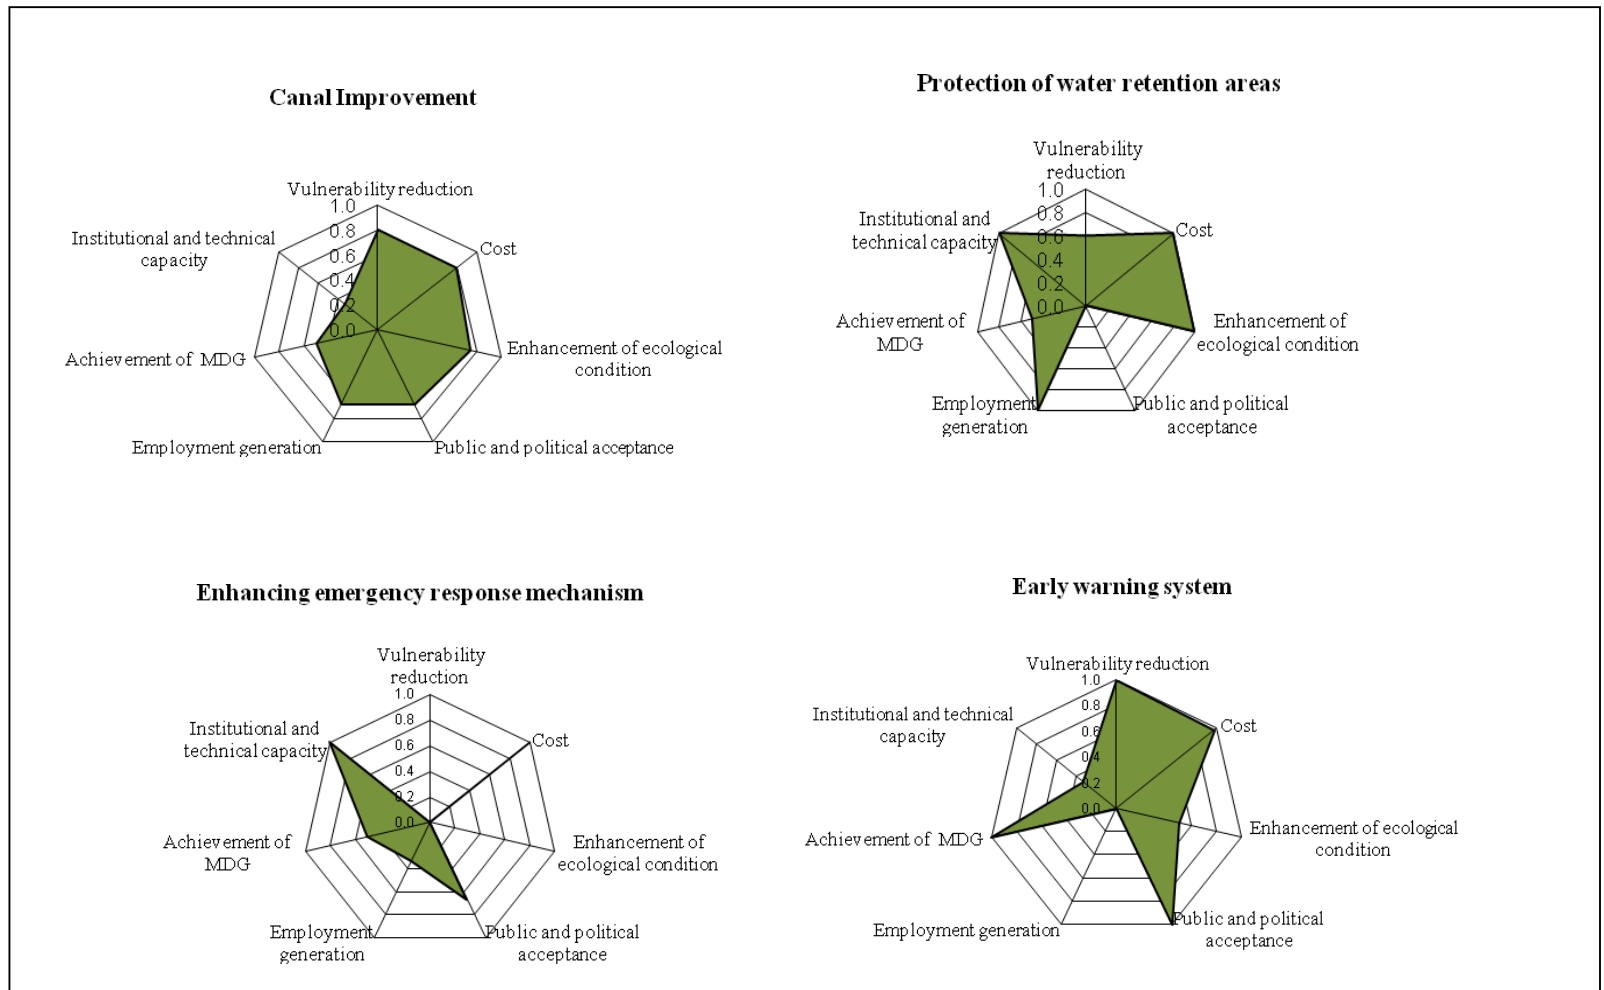 Canal Improvement
Vulnerability reduction
1.0
0.8
0.6
0.4
0.2
0.0
Cost
Enhancement of ecological
condition
Public and political acceptance
Employment generation
Achievement of MDG
Institutional and technical
capacity
Protection of water retention areas
Vulnerability
reduction
1.0
0.8
0.6
0.4
0.2
0.0
Cost
Enhancement of
ecological condition
Public and political
acceptance
Employment
generation
Achievement of
MDG
Institutional and
technical capacity
Enhancing emergency response mechanism
Vulnerability
reduction
1.0
0.8
0.6
0.4
0.2
0.0
Cost
Enhancement of
ecological condition
Public and political
acceptance
Employment
generation
Achievement of
MDG
Institutional and
technical capacity
Early warning system
Vulnerability reduction
1.0
0.8
0.6
0.4
0.2
0.0
Cost
Enhancement of ecological
condition
Public and political
acceptance
Employment generation
Achievement of MDG
Institutional and technical
capacity